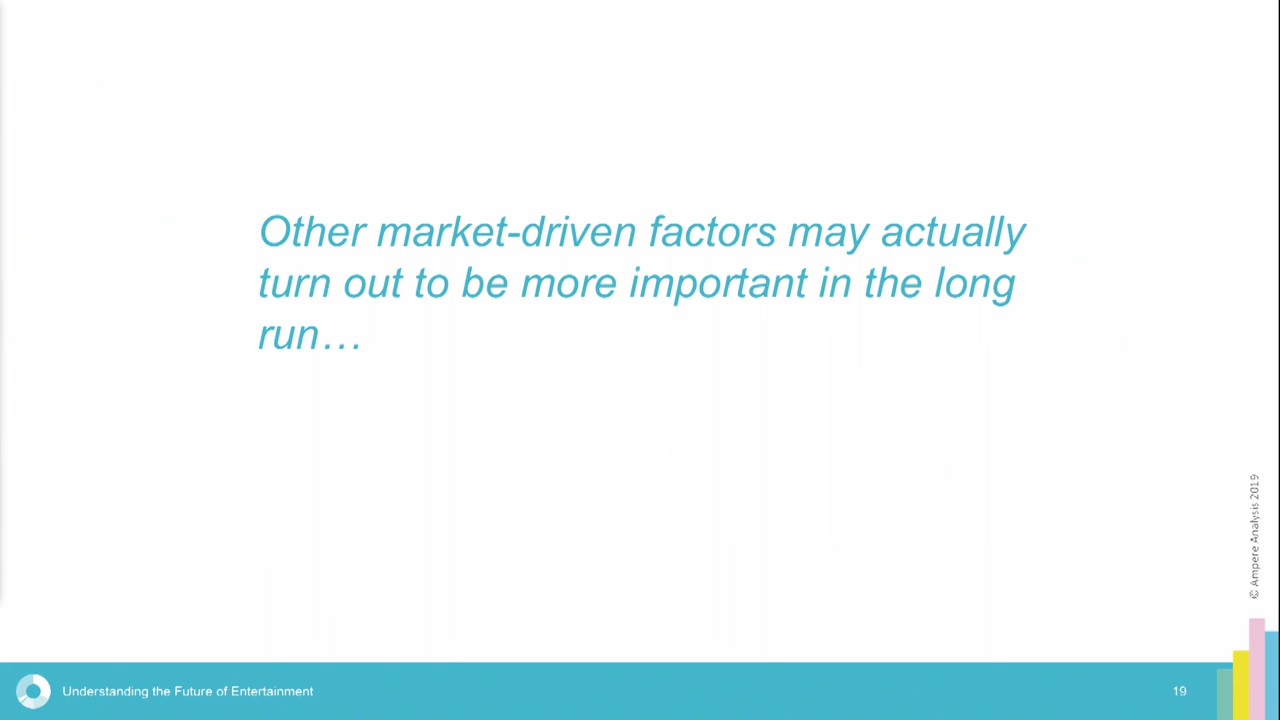 Other market-driven factors may actually
turn out to be more important in the long
run…
© Ampere Analysis 2019
Understanding the Future of Entertainment
19